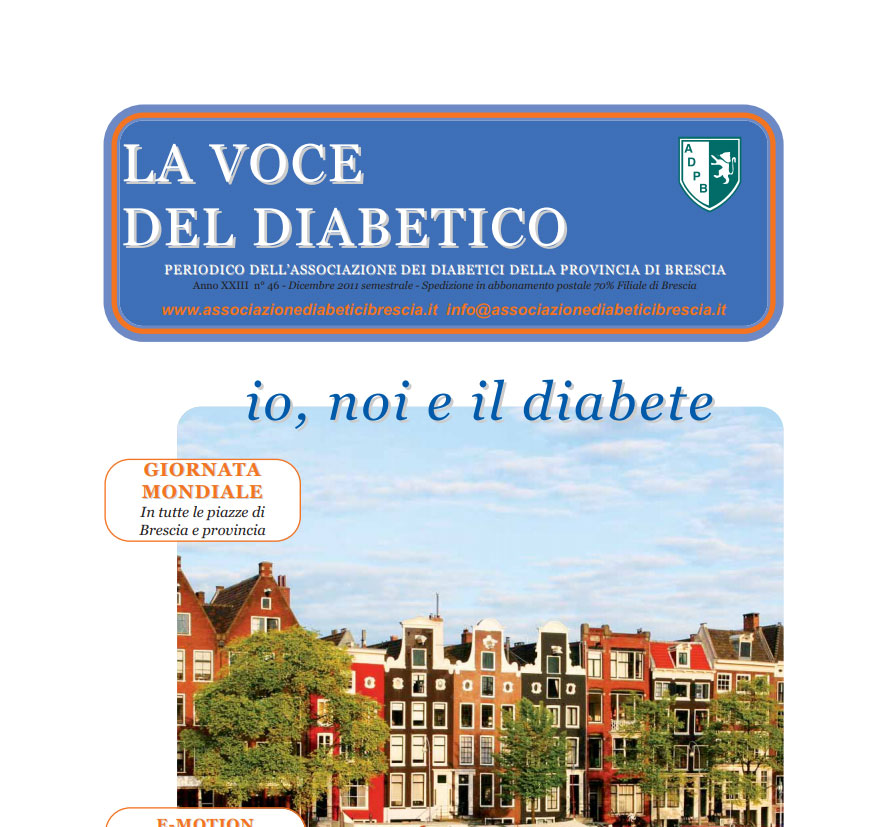 LA VOCE
DEL DIABETICO
A
D
P
B
PERIODICO DELL'ASSOCIAZIONE DEI DIABETICI DELLA PROVINCIA DI BRESCIA
Anno XXIII n° 46 - Dicembre 2011 semestrale - Spedizione in abbonamento postale 70% Filiale di Brescia
www.associazionediabeticibrescia.it info@associazionediabeticibrescia.it
io, noi e il diabete
GIORNATA
MONDIALE
In tutte le piazze di
Brescia e provincia
E-MOTION